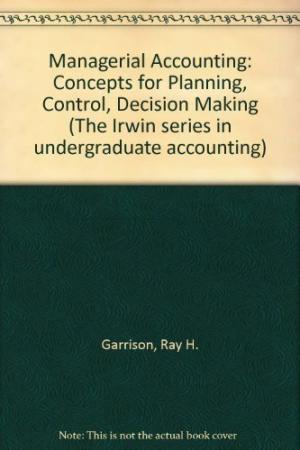 Managerial Accounting:
Concepts for Planning,
Control, Decision Making
(The Irwin series in
undergraduate accounting)
Garrison, Ray H.
Note: This is not the actual book cover